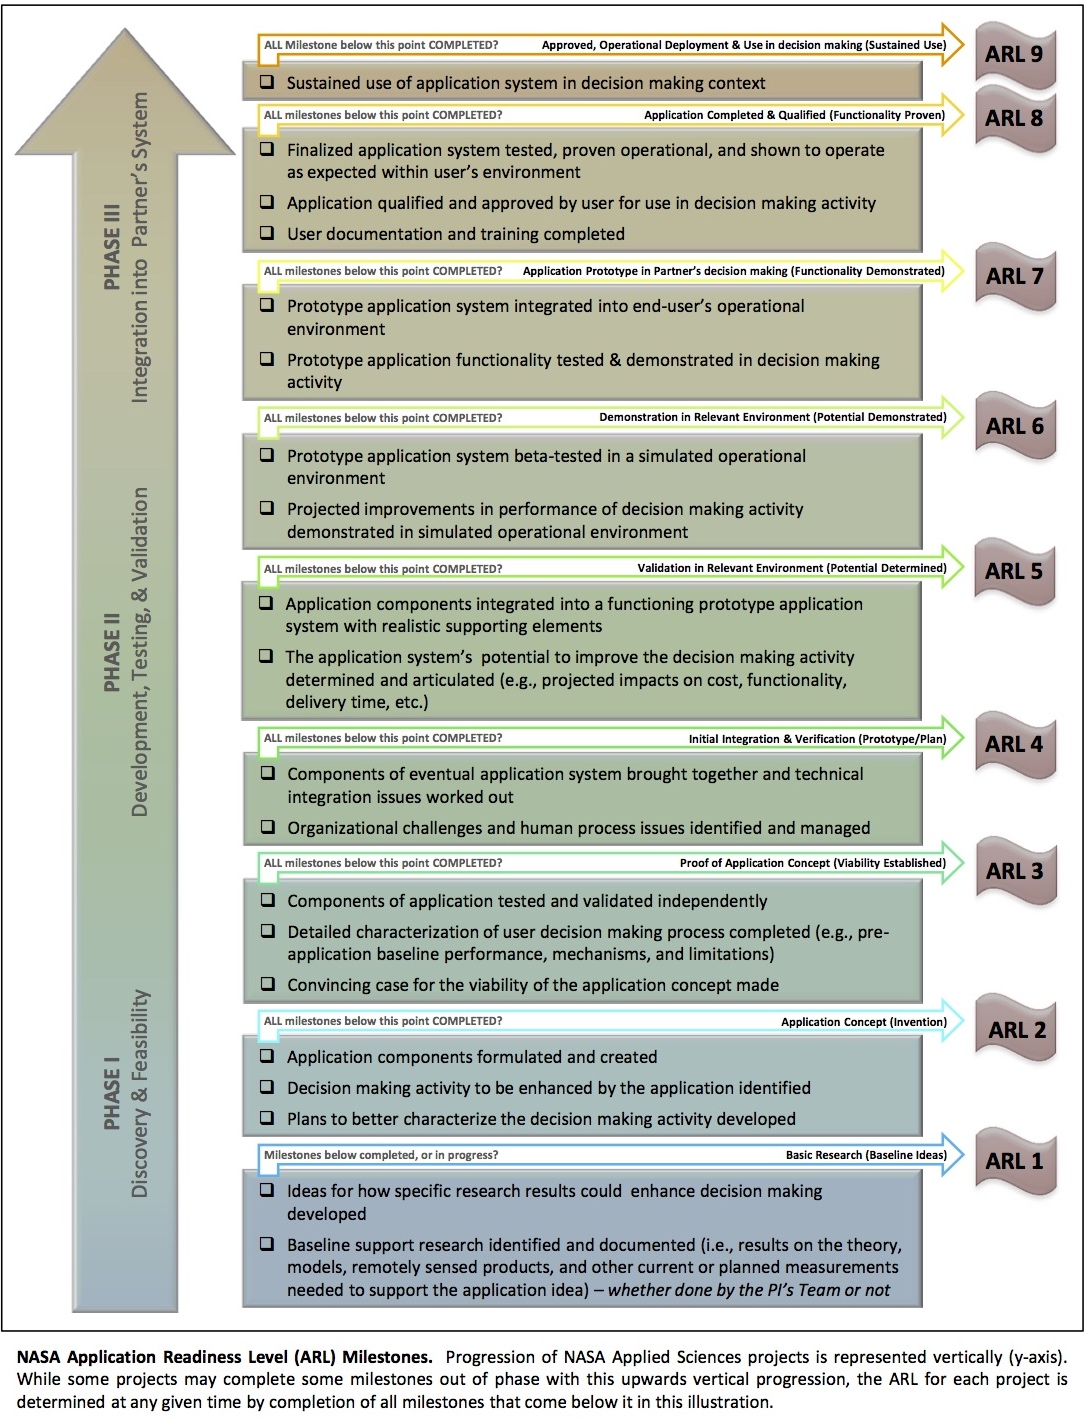 ALL Milestone below this point COMPLETED? Approved, Operational Deployment & Use in decision making (Sustained Use)
ARL 9
Sustained use of application system in decision making context
ALL milestones below this point COMPLETED? Application Completed & Qualified (Functionality Proven)
ARL 8
Finalized application system tested, proven operational, and shown to operate
as expected within user's environment
Application qualified and approved by user for use in decision making activity
User documentation and training completed
ALL milestones below this point COMPLETED? Application Prototype in Partner's decision making (Functionality Demonstrated)
ARL 7
Prototype application system integrated into end-user's operational
environment
Prototype application functionality tested & demonstrated in decision making
activity
PHASE III
Integration into Partner's System
ALL milestones below this point COMPLETED? Demonstration in Relevant Environment (Potential Demonstrated)
ARL 6
Prototype application system beta-tested in a simulated operational
environment
Projected improvements in performance of decision making activity
demonstrated in simulated operational environment
ALL milestones below this point COMPLETED? Validation in Relevant Environment (Potential Determined)
ARL 5
Application components integrated into a functioning prototype application
system with realistic supporting elements
The application system's potential to improve the decision making activity
determined and articulated (e.g., projected impacts on cost, functionality,
delivery time, etc.)
ALL milestones below this point COMPLETED? Initial Integration & Verification (Prototype/Plan)
ARL 4
Components of eventual application system brought together and technical
integration issues worked out
Organizational challenges and human process issues identified and managed
PHASE II
Development, Testing, & Validation
ALL milestones below this point COMPLETED? Proof of Application Concept (Viability Established)
ARL 3
Components of application tested and validated independently
Detailed characterization of user decision making process completed (e.g., pre-
application baseline performance, mechanisms, and limitations)
Convincing case for the viability of the application concept made
ALL milestones below this point COMPLETED? Application Concept (Invention)
ARL 2
Application components formulated and created
Decision making activity to be enhanced by the application identified
Plans to better characterize the decision making activity developed
Milestones below completed, or in progress? Basic Research (Baseline Ideas)
ARL 1
Ideas for how specific research results could enhance decision making
developed
Baseline support research identified and documented (i.e., results on the theory,
models, remotely sensed products, and other current or planned measurements
needed to support the application idea) – whether done by the PI's Team or not
PHASE I
Discovery & Feasibility
NASA Application Readiness Level (ARL) Milestones. Progression of NASA Applied Sciences projects is represented vertically (y-axis).
While some projects may complete some milestones out of phase with this upwards vertical progression, the ARL for each project is
determined at any given time by completion of all milestones that come below it in this illustration.